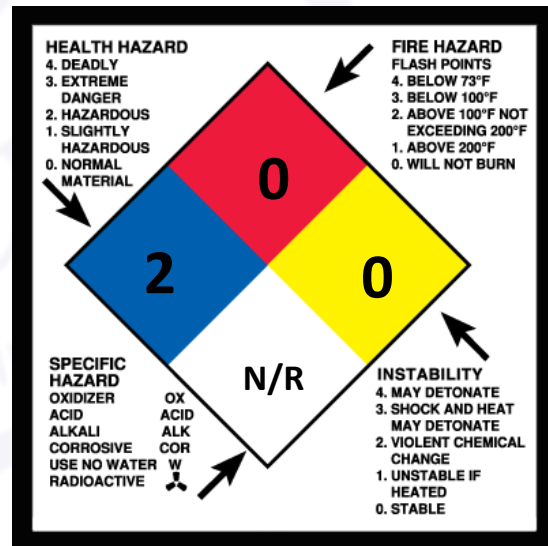 HEALTH HAZARD
4. DEADLY
3. EXTREME
DANGER
2. HAZARDOUS
1. SLIGHTLY
HAZARDOUS
0. NORMAL
MATERIAL
FIRE HAZARD
FLASH POINTS
4. BELOW 73°F
3. BELOW 100°F
2. ABOVE 100°F NOT
EXCEEDING 200°F
1. ABOVE 200°F
0. WILL NOT BURN
0
2
0
N/R
SPECIFIC
HAZARD
OXIDIZER OX
ACID ACID
ALKALI ALK
CORROSIVE COR
USE NO WATER W
RADIOACTIVE
INSTABILITY
4. MAY DETONATE
3. SHOCK AND HEAT
MAY DETONATE
2. VIOLENT CHEMICAL
CHANGE
1. UNSTABLE IF
HEATED
0. STABLE